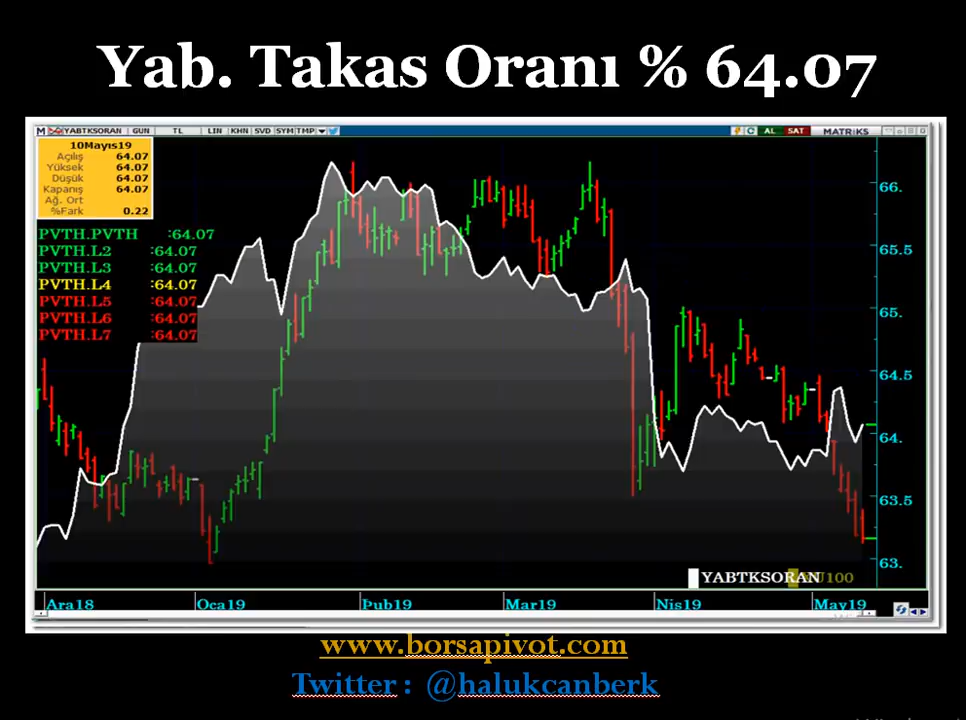 Yab. Takas Oranı % 64.07
M YABTKSORAN GUN TL LIN KHN SVD SYM TMP C AL SAT MATRIKS
10Mayıs19
Açılış 64.07
Yüksek 64.07
Düşük 64.07
Kapanış 64.07
Ağ. Ort
%Fark 0.22
PVTH.PVTH :64.07
PVTH.L2 :64.07
PVTH.L3 :64.07
PVTH.L4 :64.07
PVTH.L5 :64.07
PVTH.L6 :64.07
PVTH.L7 :64.07
66.
65.5
65.
64.5
64.
63.5
63.
YABTKSORAN U100
Ara18 Oca19 Şub19 Mar19 Nis19 May19
www.borsapivot.com
Twitter : @halukcanberk